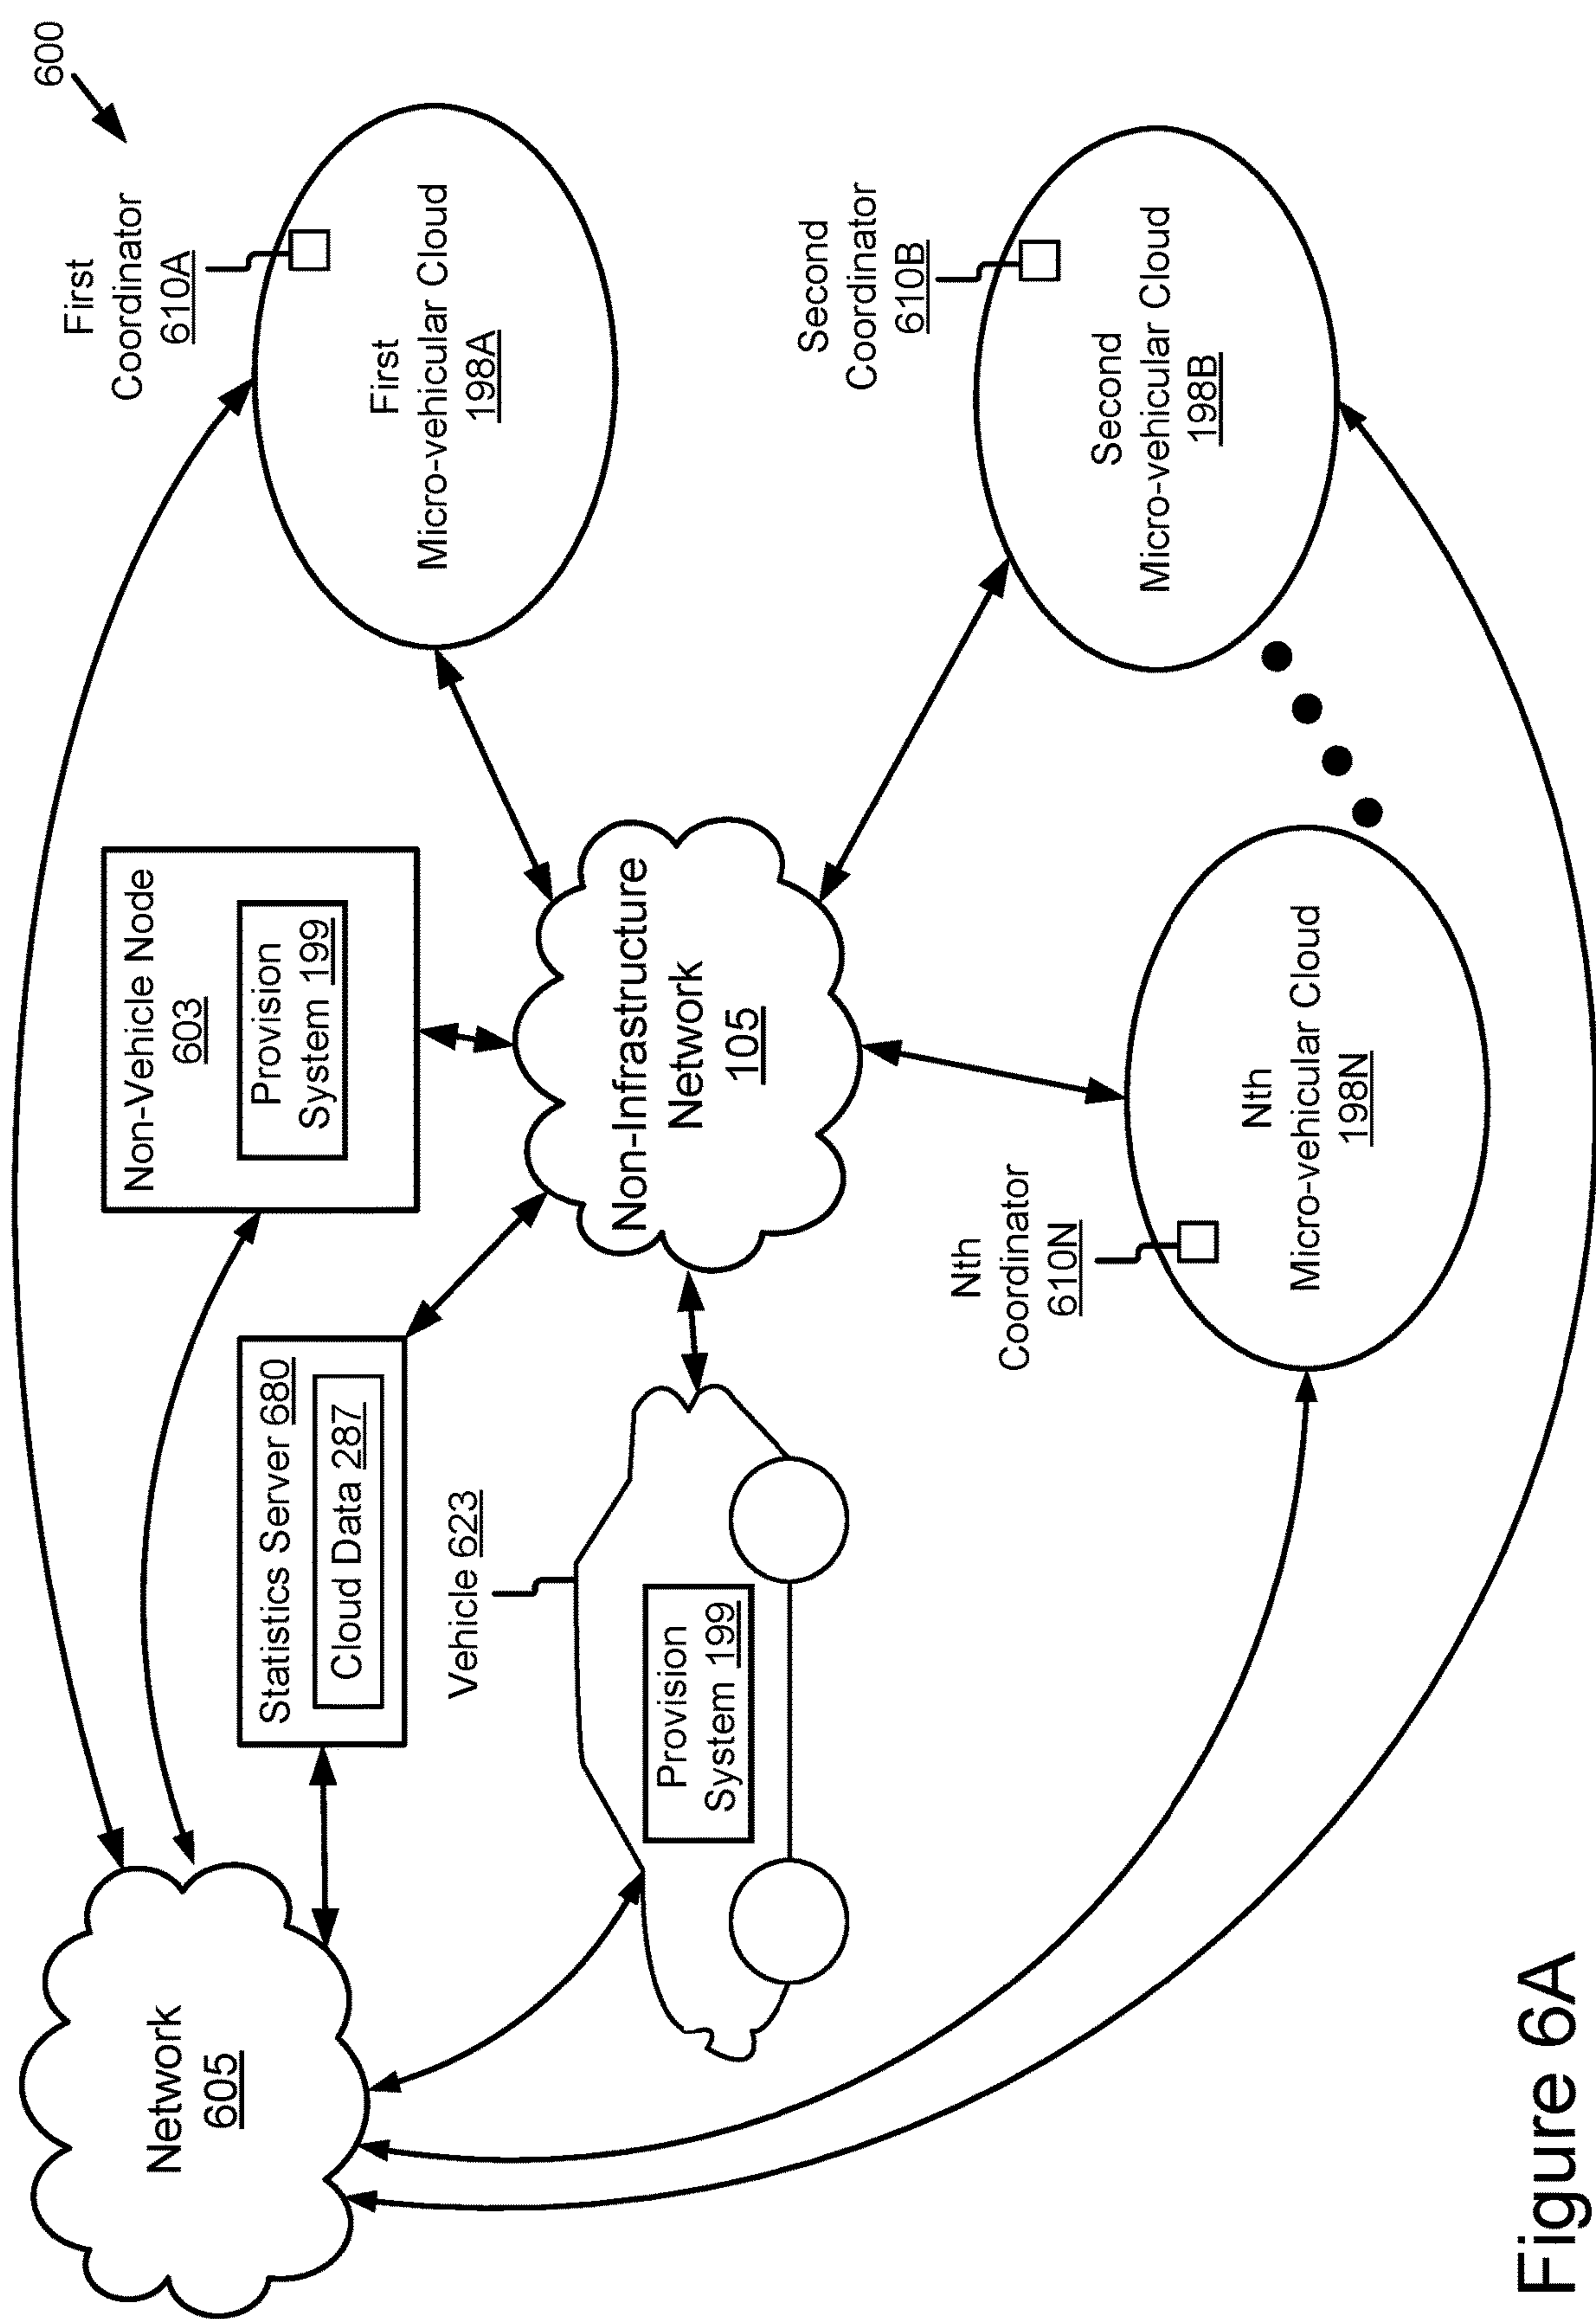 600
First
Coordinator
610A
First
Micro-vehicular Cloud
198A
Second
Coordinator
610B
Second
Micro-vehicular Cloud
198B
Non-Vehicle Node
603
Provision
System 199
Non-Infrastructure
Network
105
Nth
Coordinator
610N
Nth
Micro-vehicular Cloud
198N
Statistics Server 680
Cloud Data 287
Vehicle 623
Provision
System 199
Network
605
Figure 6A